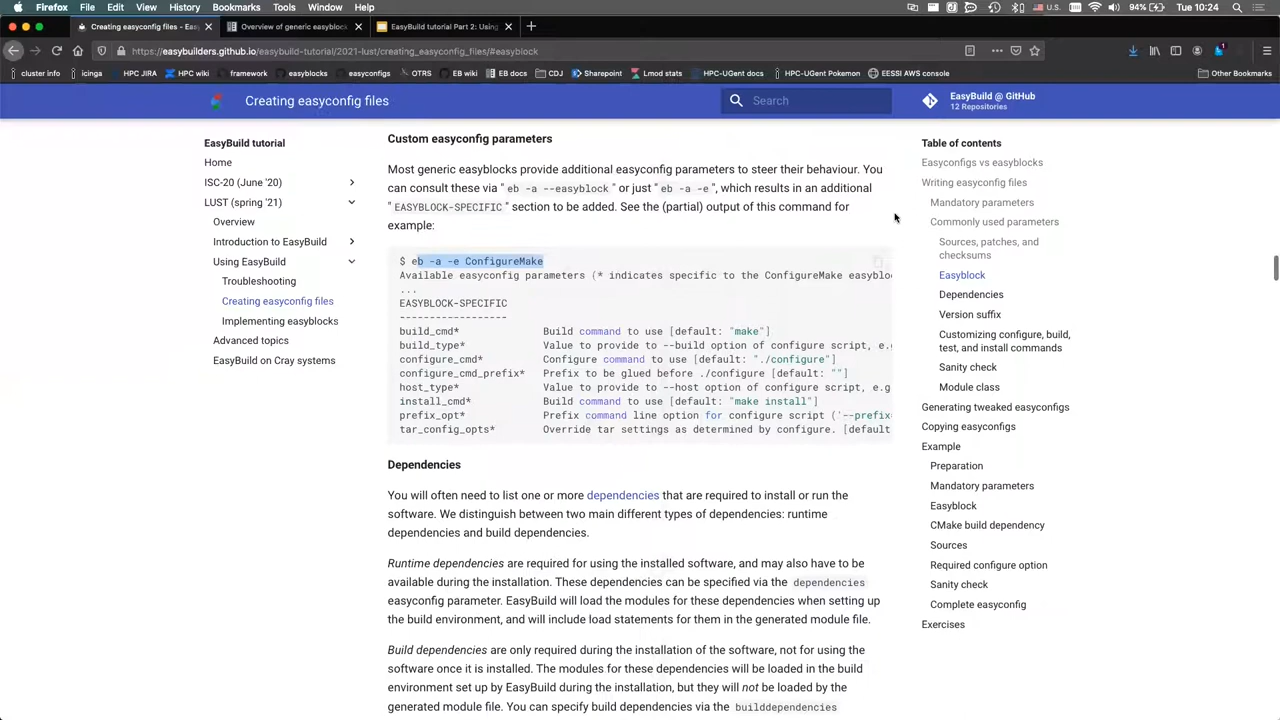 Firefox File Edit View History Bookmarks Tools Window Help
U.S. 94% Tue 10:24
Creating easyconfig files - Eas
Overview of generic easyblock
EasyBuild tutorial Part 2: Using
https://easybuilders.github.io/easybuild-tutorial/2021-lust/creating_easyconfig_files/#easyblock
cluster info icinga HPC JIRA HPC wiki framework easyblocks easyconfigs OTRS EB wiki EB docs CDJ Sharepoint Lmod stats HPC-UGent docs HPC-UGent Pokemon EESSI AWS console Other Bookmarks
Creating easyconfig files
Search
EasyBuild @ GitHub
12 Repositories
EasyBuild tutorial
Home
ISC-20 (June '20)
LUST (spring '21)
Overview
Introduction to EasyBuild
Using EasyBuild
Troubleshooting
Creating easyconfig files
Implementing easyblocks
Advanced topics
EasyBuild on Cray systems
Custom easyconfig parameters
Most generic easyblocks provide additional easyconfig parameters to steer their behaviour. You
can consult these via "eb -a --easyblock" or just "eb -a -e", which results in an additional
"EASYBLOCK-SPECIFIC" section to be added. See the (partial) output of this command for
example:
$ eb -a -e ConfigureMake
Available easyconfig parameters (* indicates specific to the ConfigureMake easyblo
...
EASYBLOCK-SPECIFIC
-----------------
build_cmd* Build command to use [default: "make"]
build_type* Value to provide to --build option of configure script, e.g
configure_cmd* Configure command to use [default: "./configure"]
configure_cmd_prefix* Prefix to be glued before ./configure [default: ""]
host_type* Value to provide to --host option of configure script, e.g.
install_cmd* Build command to use [default: "make install"]
prefix_opt* Prefix command line option for configure script ('--prefix=
tar_config_opts* Override tar settings as determined by configure. [default
Dependencies
You will often need to list one or more dependencies that are required to install or run the
software. We distinguish between two main different types of dependencies: runtime
dependencies and build dependencies.
Runtime dependencies are required for using the installed software, and may also have to be
available during the installation. These dependencies can be specified via the dependencies
easyconfig parameter. EasyBuild will load the modules for these dependencies when setting up
the build environment, and will include load statements for them in the generated module file.
Build dependencies are only required during the installation of the software, not for using the
software once it is installed. The modules for these dependencies will be loaded in the build
environment set up by EasyBuild during the installation, but they will not be loaded by the
generated module file. You can specify build dependencies via the builddependencies
Table of contents
Easyconfigs vs easyblocks
Writing easyconfig files
Mandatory parameters
Commonly used parameters
Sources, patches, and
checksums
Easyblock
Dependencies
Version suffix
Customizing configure, build,
test, and install commands
Sanity check
Module class
Generating tweaked easyconfigs
Copying easyconfigs
Example
Preparation
Mandatory parameters
Easyblock
CMake build dependency
Sources
Required configure option
Sanity check
Complete easyconfig
Exercises